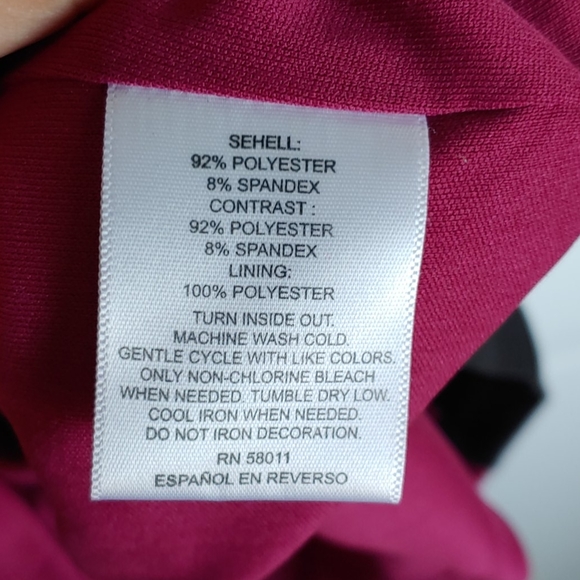 SEHELL:
92% POLYESTER
8% SPANDEX
CONTRAST :
92% POLYESTER
8% SPANDEX
LINING:
100% POLYESTER
TURN INSIDE OUT.
MACHINE WASH COLD.
GENTLE CYCLE WITH LIKE COLORS.
ONLY NON-CHLORINE BLEACH
WHEN NEEDED. TUMBLE DRY LOW.
COOL IRON WHEN NEEDED.
DO NOT IRON DECORATION.
RN 58011
ESPAÑOL EN REVERSO